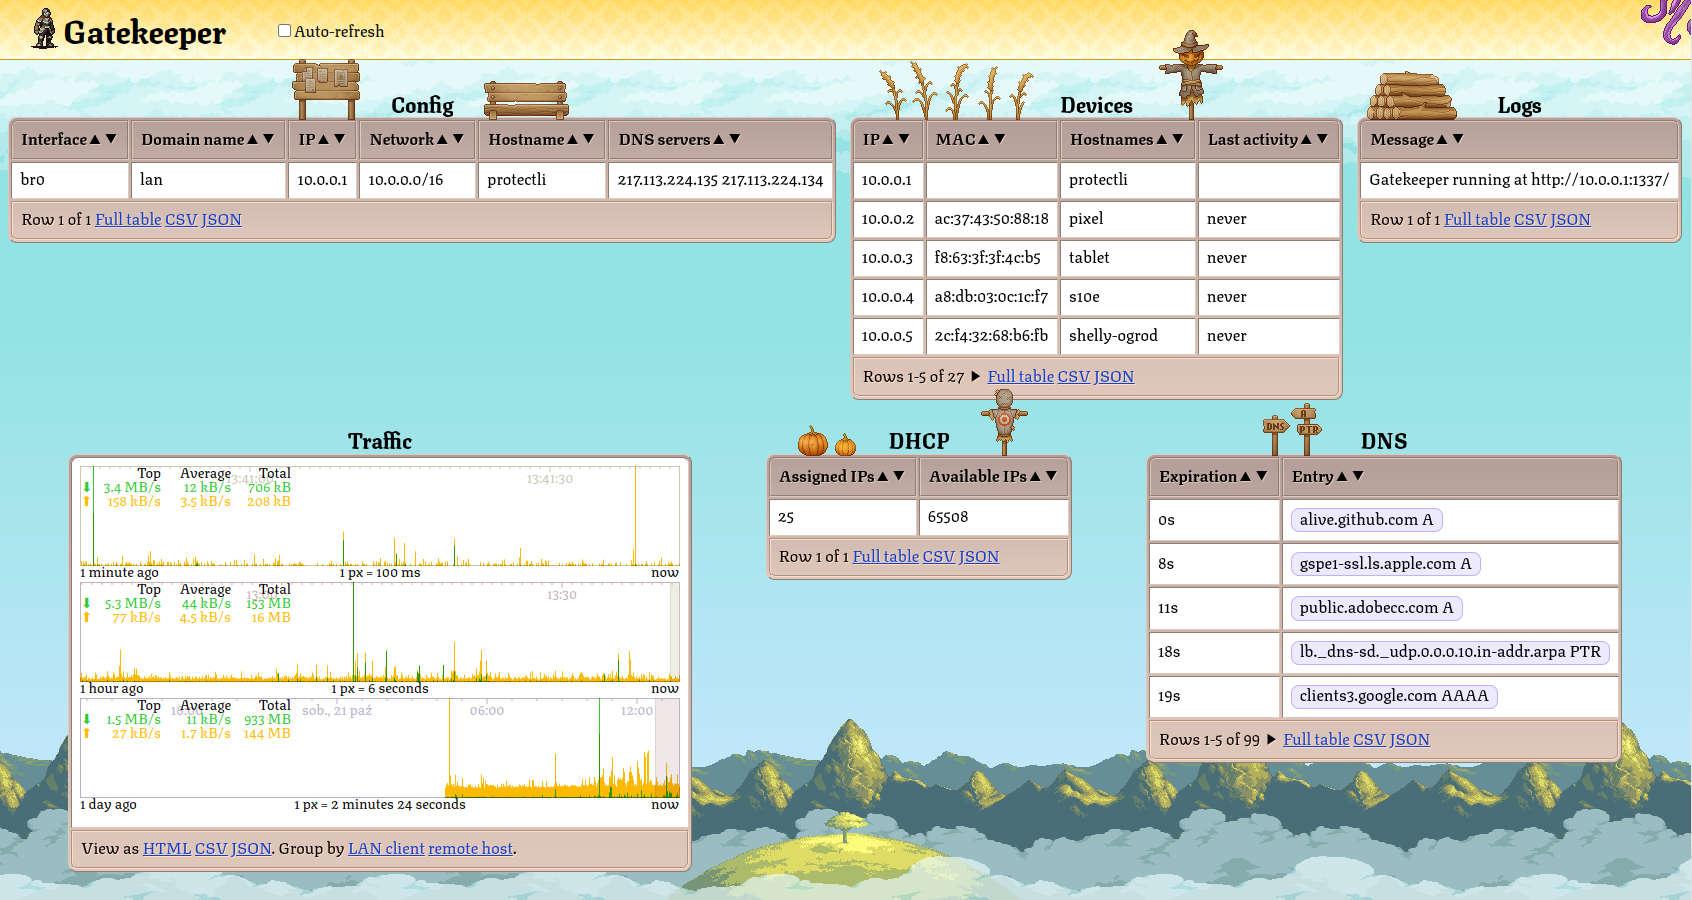 Gatekeeper
Auto-refresh
Config
Interface▲▼ Domain name▲▼ IP▲▼ Network▲▼ Hostname▲▼ DNS servers▲▼
br0 lan 10.0.0.1 10.0.0.0/16 protectli 217.113.224.135 217.113.224.134
Row 1 of 1 Full table CSV JSON
Devices
IP▲▼ MAC▲▼ Hostnames▲▼ Last activity▲▼
10.0.0.1 protectli
10.0.0.2 ac:37:43:50:88:18 pixel never
10.0.0.3 f8:63:3f:3f:4c:b5 tablet never
10.0.0.4 a8:db:03:0c:1c:f7 s10e never
10.0.0.5 2c:f4:32:68:b6:fb shelly-ogrod never
Rows 1-5 of 27 ▶ Full table CSV JSON
Logs
Message▲▼
Gatekeeper running at http://10.0.0.1:1337/
Row 1 of 1 Full table CSV JSON
Traffic
Top Average Total
13:41:00 13:41:30
⬇ 3.4 MB/s 12 kB/s 706 kB
⬆ 158 kB/s 3.5 kB/s 208 kB
1 minute ago 1 px = 100 ms now
Top Average Total
13:00 13:30
⬇ 5.3 MB/s 44 kB/s 153 MB
⬆ 77 kB/s 4.5 kB/s 16 MB
1 hour ago 1 px = 6 seconds now
Top Average Total
18:00 sob., 21 paź 06:00 12:00
⬇ 1.5 MB/s 11 kB/s 933 MB
⬆ 27 kB/s 1.7 kB/s 144 MB
1 day ago 1 px = 2 minutes 24 seconds now
View as HTML CSV JSON. Group by LAN client remote host.
DHCP
Assigned IPs▲▼ Available IPs▲▼
25 65508
Row 1 of 1 Full table CSV JSON
DNS
A
PTR
DNS
Expiration▲▼ Entry▲▼
0s alive.github.com A
8s gspe1-ssl.ls.apple.com A
11s public.adobecc.com A
18s lb._dns-sd._udp.0.0.0.10.in-addr.arpa PTR
19s clients3.google.com AAAA
Rows 1-5 of 99 ▶ Full table CSV JSON